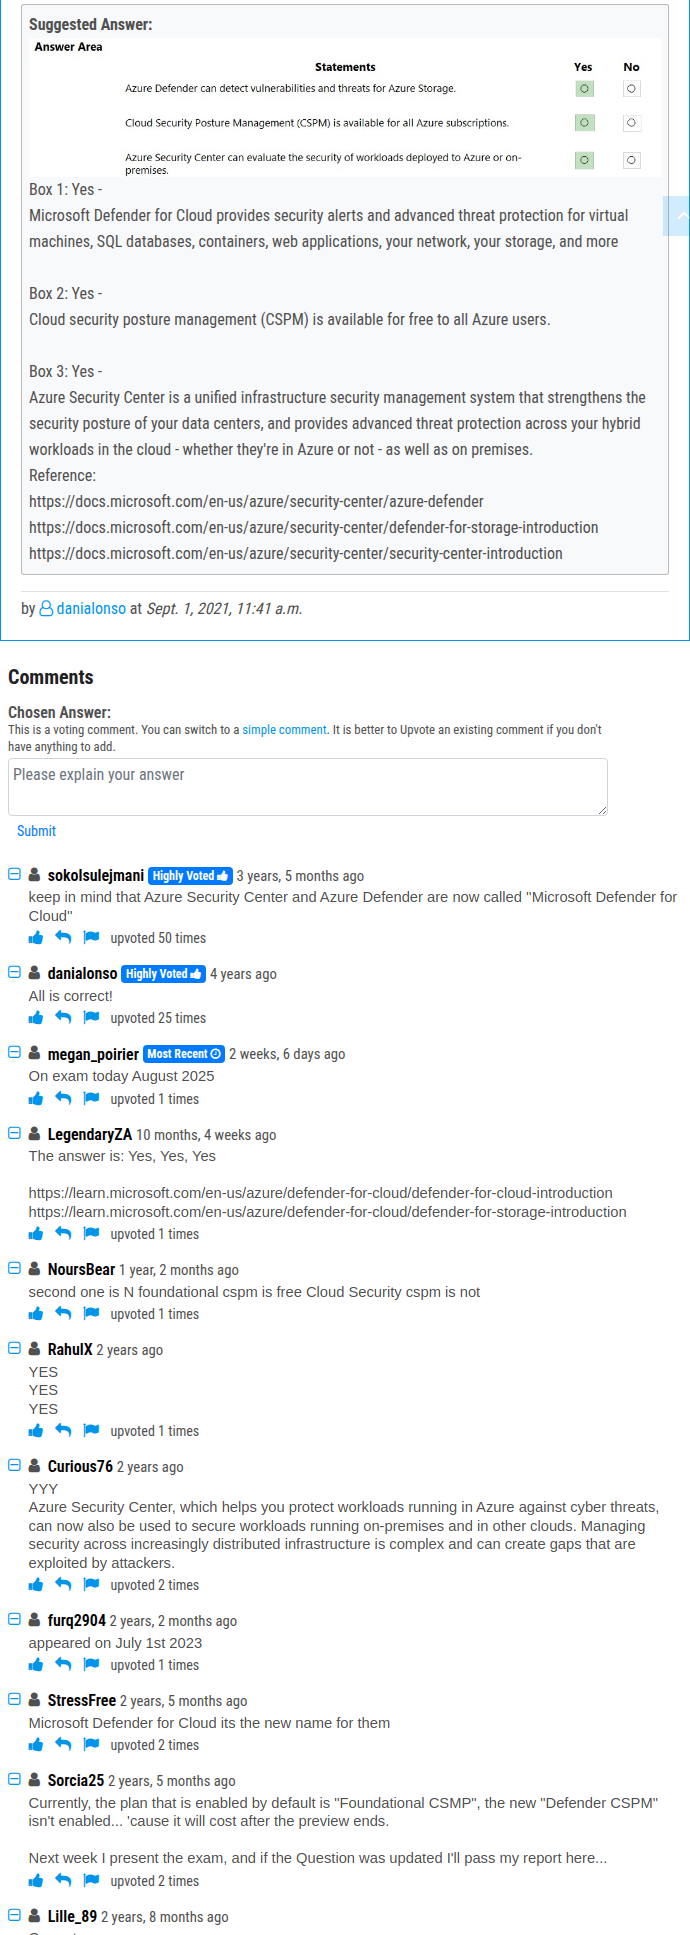 Suggested Answer:
Answer Area
Statements Yes No
Azure Defender can detect vulnerabilities and threats for Azure Storage.
Cloud Security Posture Management (CSPM) is available for all Azure subscriptions.
Azure Security Center can evaluate the security of workloads deployed to Azure or on-
premises.
Box 1: Yes -
Microsoft Defender for Cloud provides security alerts and advanced threat protection for virtual
machines, SQL databases, containers, web applications, your network, your storage, and more
Box 2: Yes -
Cloud security posture management (CSPM) is available for free to all Azure users.
Box 3: Yes -
Azure Security Center is a unified infrastructure security management system that strengthens the
security posture of your data centers, and provides advanced threat protection across your hybrid
workloads in the cloud - whether they're in Azure or not - as well as on premises.
Reference:
https://docs.microsoft.com/en-us/azure/security-center/azure-defender
https://docs.microsoft.com/en-us/azure/security-center/defender-for-storage-introduction
https://docs.microsoft.com/en-us/azure/security-center/security-center-introduction
by danialonso at Sept. 1, 2021, 11:41 a.m.
Comments
Chosen Answer:
This is a voting comment. You can switch to a simple comment. It is better to Upvote an existing comment if you don't
have anything to add.
Please explain your answer
Submit
sokolsulejmani Highly Voted 3 years, 5 months ago
keep in mind that Azure Security Center and Azure Defender are now called "Microsoft Defender for
Cloud"
upvoted 50 times
danialonso Highly Voted 4 years ago
All is correct!
upvoted 25 times
megan_poirier Most Recent 2 weeks, 6 days ago
On exam today August 2025
upvoted 1 times
LegendaryZA 10 months, 4 weeks ago
The answer is: Yes, Yes, Yes
https://learn.microsoft.com/en-us/azure/defender-for-cloud/defender-for-cloud-introduction
https://learn.microsoft.com/en-us/azure/defender-for-cloud/defender-for-storage-introduction
upvoted 1 times
NoursBear 1 year, 2 months ago
second one is N foundational cspm is free Cloud Security cspm is not
upvoted 1 times
RahulX 2 years ago
YES
YES
YES
upvoted 1 times
Curious76 2 years ago
YYY
Azure Security Center, which helps you protect workloads running in Azure against cyber threats,
can now also be used to secure workloads running on-premises and in other clouds. Managing
security across increasingly distributed infrastructure is complex and can create gaps that are
exploited by attackers.
upvoted 2 times
furq2904 2 years, 2 months ago
appeared on July 1st 2023
upvoted 1 times
StressFree 2 years, 5 months ago
Microsoft Defender for Cloud its the new name for them
upvoted 2 times
Sorcia25 2 years, 5 months ago
Currently, the plan that is enabled by default is "Foundational CSMP", the new "Defender CSPM"
isn't enabled... 'cause it will cost after the preview ends.
Next week I present the exam, and if the Question was updated I'll pass my report here...
upvoted 2 times
Lille_89 2 years, 8 months ago